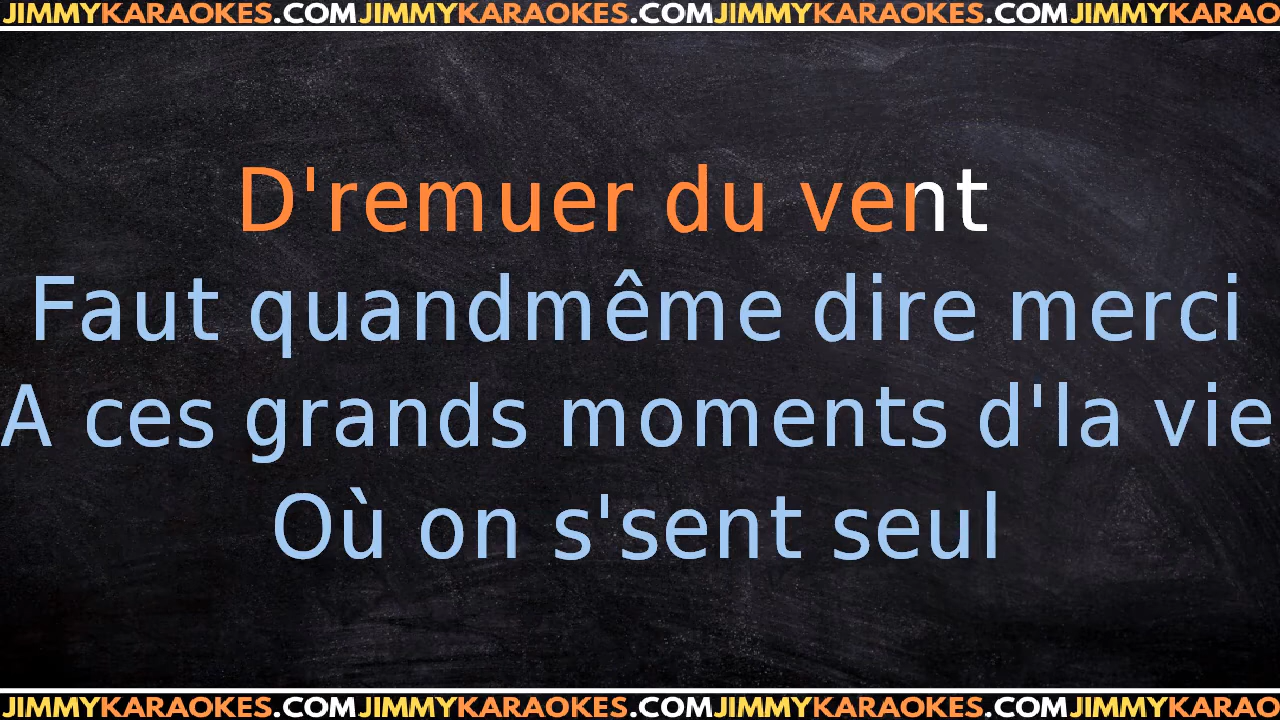 JIMMYKARAOKES.COMJIMMYKARAOKES.COMJIMMYKARAOKES.COMJIMMYKARAO
D'remuer du vent
Faut quandmême dire merci
A ces grands moments d'la vie
Où on s'sent seul
JIMMYKARAOKES.COMJIMMYKARAOKES.COMJIMMYKARAOKES.COMJIMMYKARAO